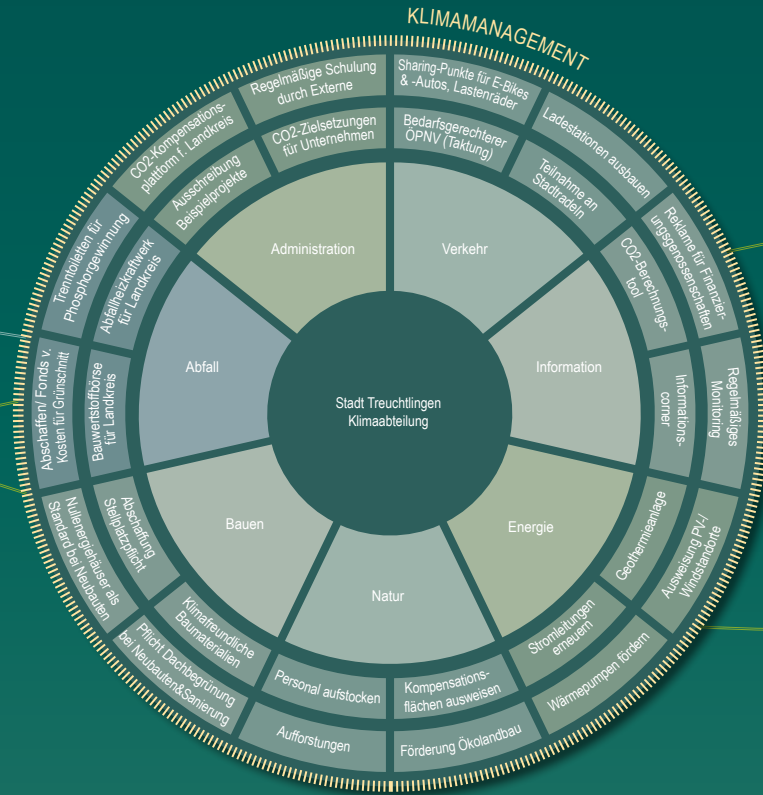 KLIMAMANAGEMENT
Regelmäßige Schulung
durch Externe
Sharing-Punkte für E-Bikes
& -Autos, Lastenräder
CO2-Kompensations-
plattform f. Landkreis
Ladestationen ausbauen
CO2-Zielsetzungen
für Unternehmen
Bedarfsgerechterer
ÖPNV (Taktung)
Ausschreibung
Beispielprojekte
Teilnahme an
Stadtradeln
Trenntoiletten für
Phosphorgewinnung
Abfallheizkraftwerk
für Landkreis
Administration
Verkehr
CO2-Berechnungs-
tool
Reklame für Finanzier-
ungsgenossenschaften
Abschaffen/ Fonds v.
Kosten für Grünschnitt
Bauwertstoffbörse
für Landkreis
Abfall
Information
Informations-
corner
Regelmäßiges
Monitoring
Stadt Treuchtlingen
Klimaabteilung
Nullenergiehäuser als
Standard bei Neubauten
Abschaffung
Stellplatzpflicht
Bauen
Natur
Energie
Geothermieanlage
Ausweisung PV-/
Windstandorte
Klimafreundliche
Baumaterialien
Stromleitungen
erneuern
Pflicht Dachbegrünung
bei Neubauten&Sanierung
Personal aufstocken
Kompensations-
flächen ausweisen
Wärmepumpen fördern
Aufforstungen
Förderung Ökolandbau